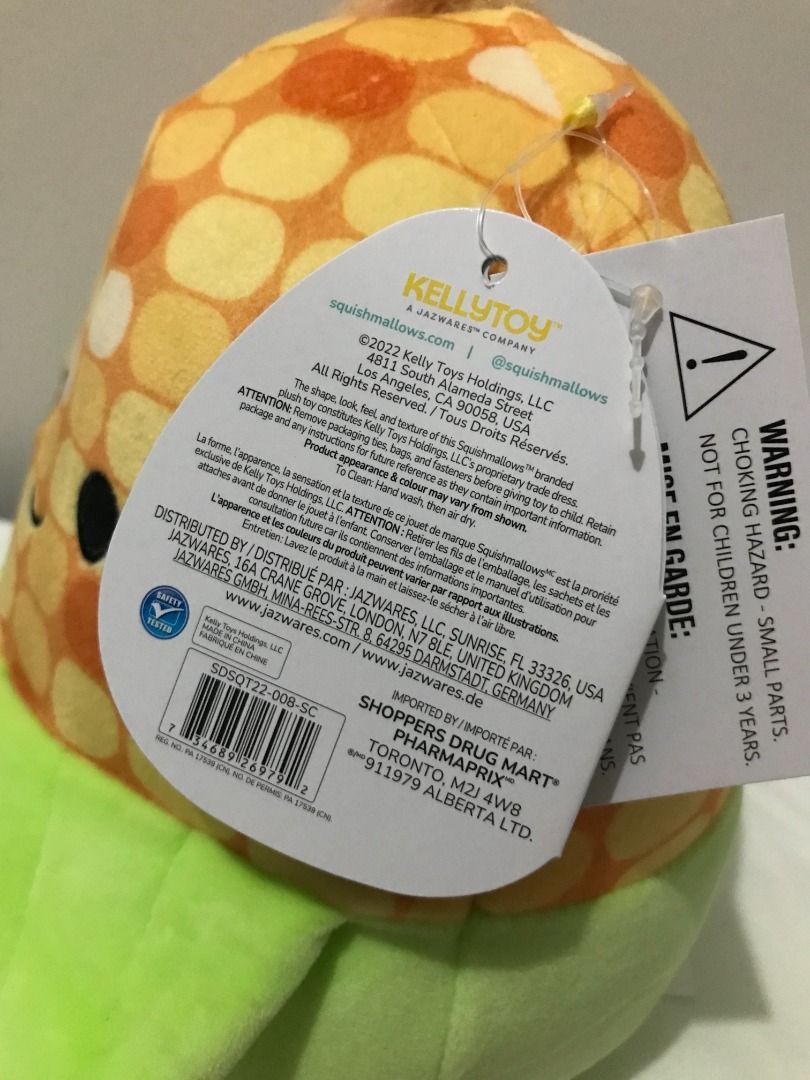 KELLYTOY™
A JAZWARES™ COMPANY
squishmallows.com | @squishmallows
©2022 Kelly Toys Holdings, LLC
4811 South Alameda Street
Los Angeles, CA 90058, USA
All Rights Reserved. / Tous Droits Réservés.
The shape, look, feel, and texture of this Squishmallows™ branded
plush toy constitutes Kelly Toys Holdings, LLC's proprietary trade dress.
ATTENTION: Remove packaging ties, bags, and fasteners before giving toy to child. Retain
package and any instructions for future reference as they contain important information.
Product appearance & colour may vary from shown.
To Clean: Hand wash, then air dry.
La forme, l'apparence, la sensation et la texture de ce jouet de marque Squishmallowsᴹᶜ est la propriété
exclusive de Kelly Toys Holdings, LLC. ATTENTION : Retirer les fils de l'emballage, les sachets et les
attaches avant de donner le jouet à l'enfant. Conserver l'emballage et le manuel d'utilisation pour
consultation future car ils contiennent des informations importantes.
L'apparence et les couleurs du produit peuvent varier par rapport aux illustrations.
Entretien: Lavez le produit à la main et laissez-le sécher à l'air libre.
DISTRIBUTED BY / DISTRIBUÉ PAR : JAZWARES, LLC, SUNRISE, FL 33326, USA
JAZWARES, 16A CRANE GROVE, LONDON, N7 8LE, UNITED KINGDOM
JAZWARES GMBH, MINA-REES-STR. 8, 64295 DARMSTADT, GERMANY
www.jazwares.com / www.jazwares.de
SAFETY
TESTED
Kelly Toys Holdings, LLC
MADE IN CHINA
FABRIQUÉ EN CHINE
SDSQT22-008-SC
7 34689 26979 2
REG. NO.: PA 17539 (CN). NO. DE PERMIS: PA 17539 (CN).
IMPORTED BY / IMPORTÉ PAR :
SHOPPERS DRUG MART®
PHARMAPRIXᴹᴰ
TORONTO, M2J 4W8
®/ᴹᴰ911979 ALBERTA LTD.
WARNING:
CHOKING HAZARD - SMALL PARTS.
NOT FOR CHILDREN UNDER 3 YEARS.
MISE EN GARDE: